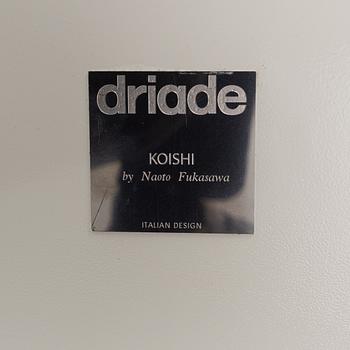 driade
KOISHI
by Naoto Fukasawa
ITALIAN DESIGN